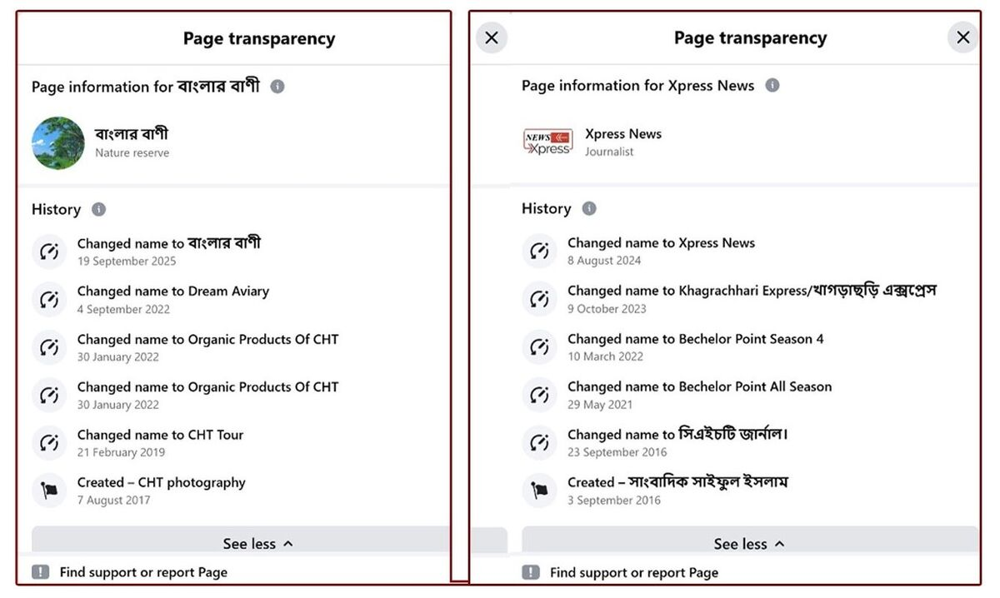 Page transparency
Page information for বাংলার বাণী
বাংলার বাণী
Nature reserve
History
Changed name to বাংলার বাণী
19 September 2025
Changed name to Dream Aviary
4 September 2022
Changed name to Organic Products Of CHT
30 January 2022
Changed name to Organic Products Of CHT
30 January 2022
Changed name to CHT Tour
21 February 2019
Created – CHT photography
7 August 2017
See less
Find support or report Page
Page transparency
Page information for Xpress News
NEWS
Xpress
Xpress News
Journalist
History
Changed name to Xpress News
8 August 2024
Changed name to Khagrachhari Express/খাগড়াছড়ি এক্সপ্রেস
9 October 2023
Changed name to Bechelor Point Season 4
10 March 2022
Changed name to Bechelor Point All Season
29 May 2021
Changed name to সিএইচটি জার্নাল।
23 September 2016
Created – সাংবাদিক সাইফুল ইসলাম
3 September 2016
See less
Find support or report Page